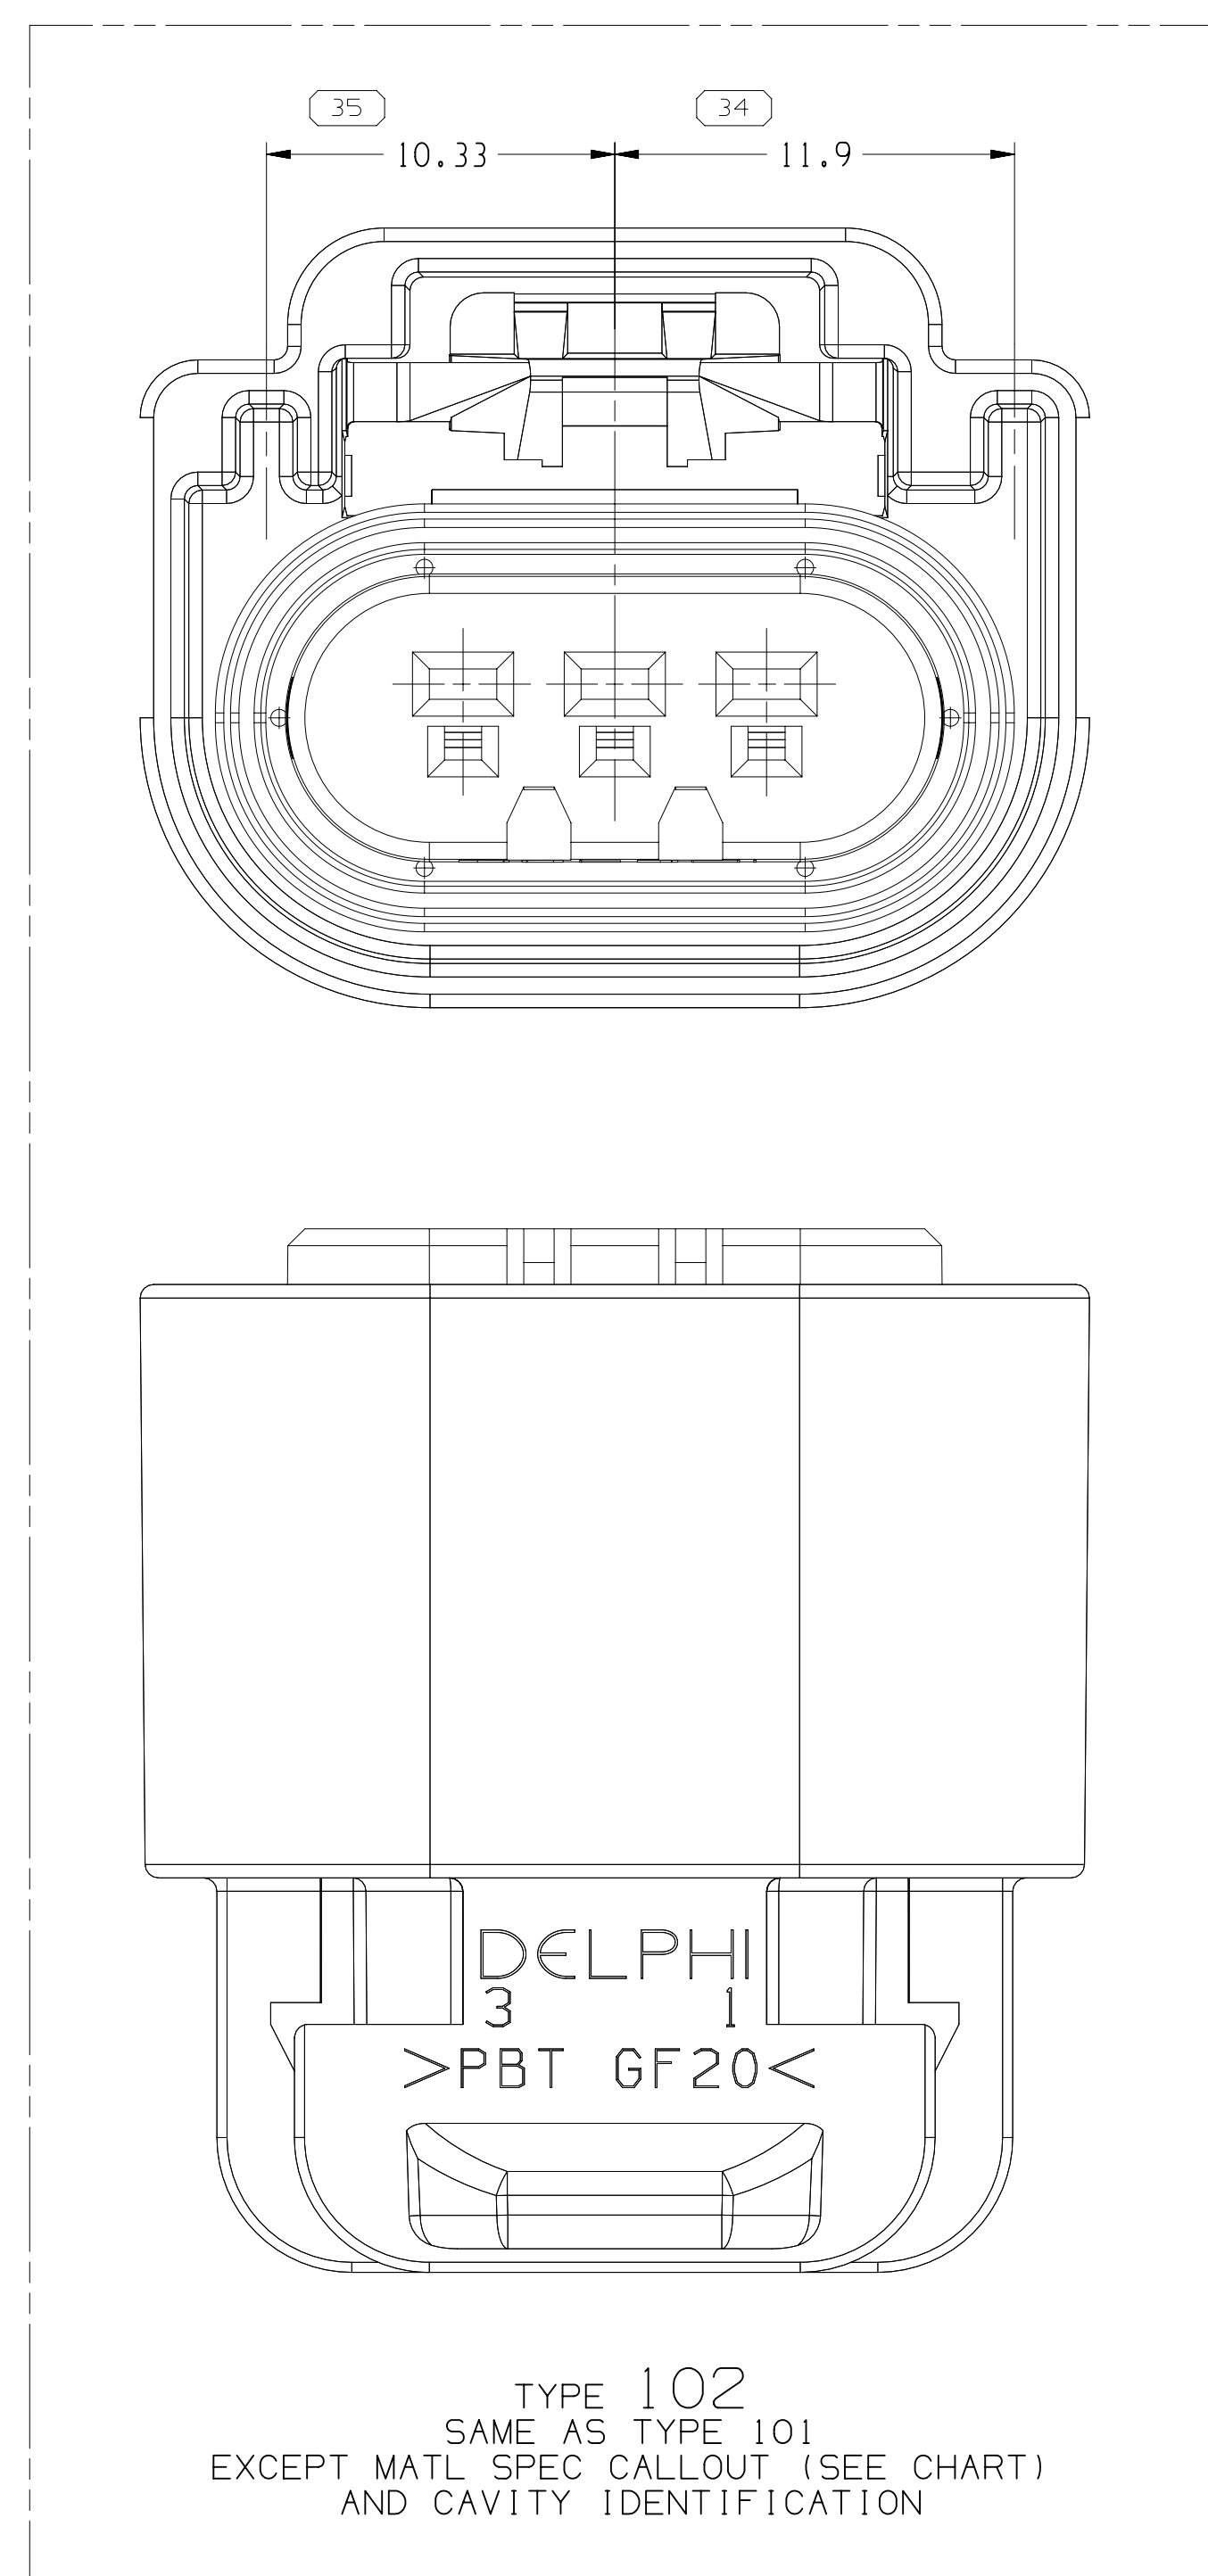 35 34
10.33 11.9
DELPHI
3 1
>PBT GF20<
TYPE 102
SAME AS TYPE 101
EXCEPT MATL SPEC CALLOUT (SEE CHART)
AND CAVITY IDENTIFICATION